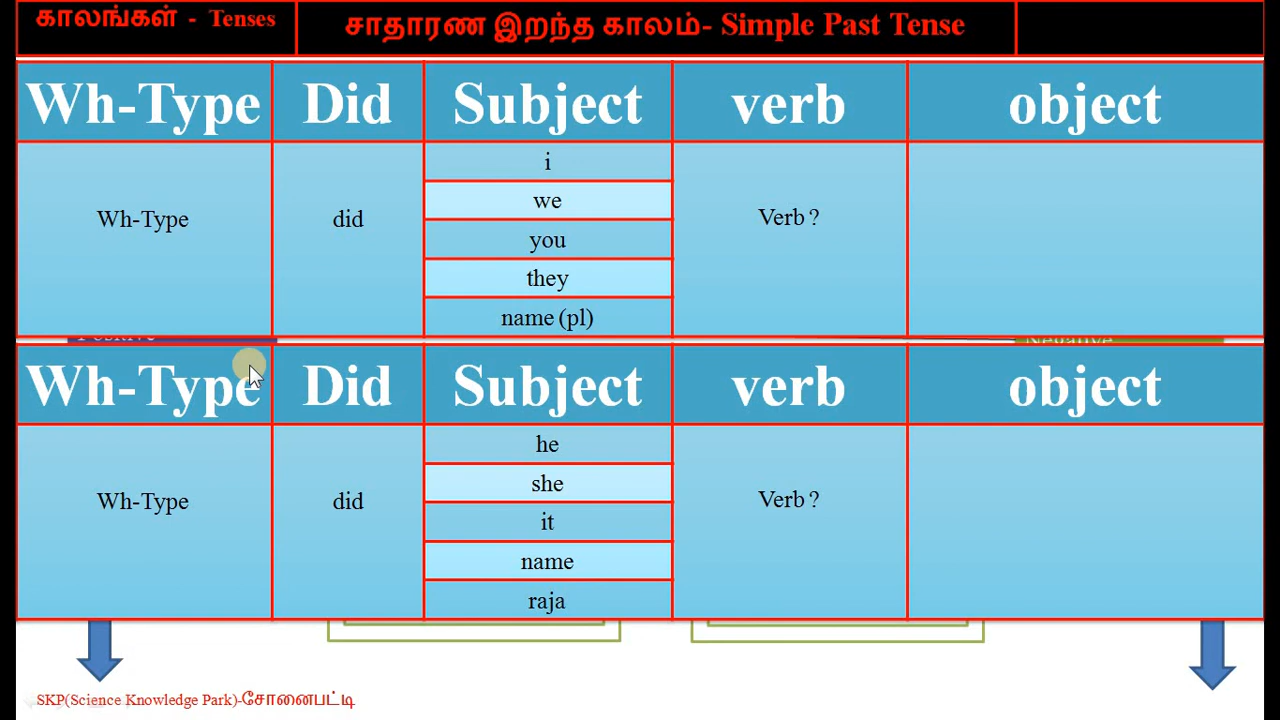 காலங்கள் - Tenses
சாதாரண இறந்த காலம்- Simple Past Tense
Wh-Type Did Subject verb object
i
we
Wh-Type did you Verb ?
they
name (pl)
Positive Negative
Wh-Type Did Subject verb object
he
she
Wh-Type did it Verb ?
name
raja
SKP(Science Knowledge Park)-சோனைபட்டி